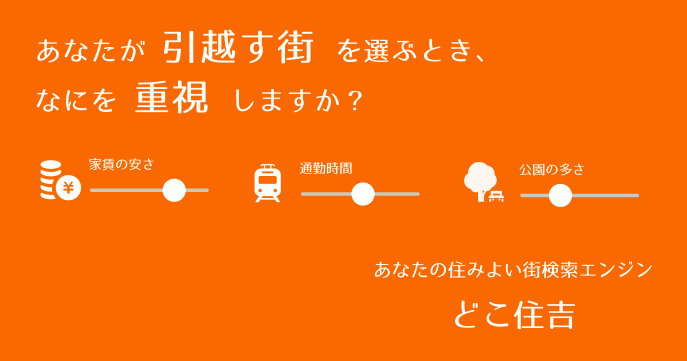 あなたが 引越す街 を選ぶとき、
なにを 重視 しますか？
家賃の安さ
通勤時間
公園の多さ
¥
あなたの住みよい街検索エンジン
どこ住吉